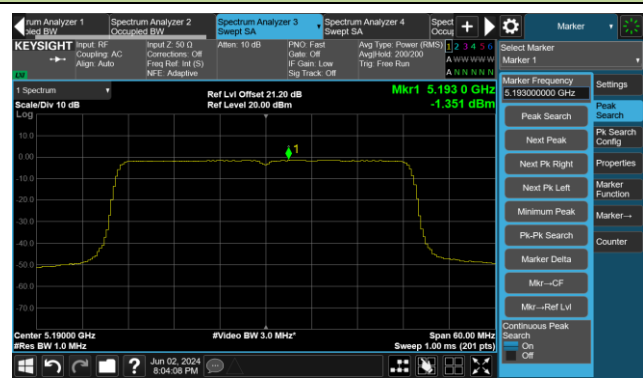 rum Analyzer 1
pied BW
Spectrum Analyzer 2
Occupied BW
Spectrum Analyzer 3
Swept SA
Spectrum Analyzer 4
Swept SA
Spect
Occup
+
Marker
KEYSIGHT
Input: RF
Coupling: AC
Align: Auto
Input Z: 50 Ω
Corrections: Off
Freq Ref: Int (S)
NFE: Adaptive
Atten: 10 dB
PNO: Fast
Gate: Off
IF Gain: Low
Sig Track: Off
Avg Type: Power (RMS)
Avg|Hold: 200/200
Trig: Free Run
1 2 3 4 5 6
A W W W W W
A N N N N N
LW
Select Marker
Marker 1
1 Spectrum
Scale/Div 10 dB
Log
Ref Lvl Offset 21.20 dB
Ref Level 20.00 dBm
Mkr1 5.193 0 GHz
-1.351 dBm
10.0
0.00
-10.0
-20.0
-30.0
-40.0
-50.0
-60.0
-70.0
1
Center 5.19000 GHz
#Res BW 1.0 MHz
#Video BW 3.0 MHz*
Span 60.00 MHz
Sweep 1.00 ms (201 pts)
Marker Frequency
5.193000000 GHz
Peak Search
Next Peak
Next Pk Right
Next Pk Left
Minimum Peak
Pk-Pk Search
Marker Delta
Mkr→CF
Mkr→Ref Lvl
Continuous Peak
Search
On
Off
Settings
Peak
Search
Pk Search
Config
Properties
Marker
Function
Marker→
Counter
?
Jun 02, 2024
8:04:08 PM